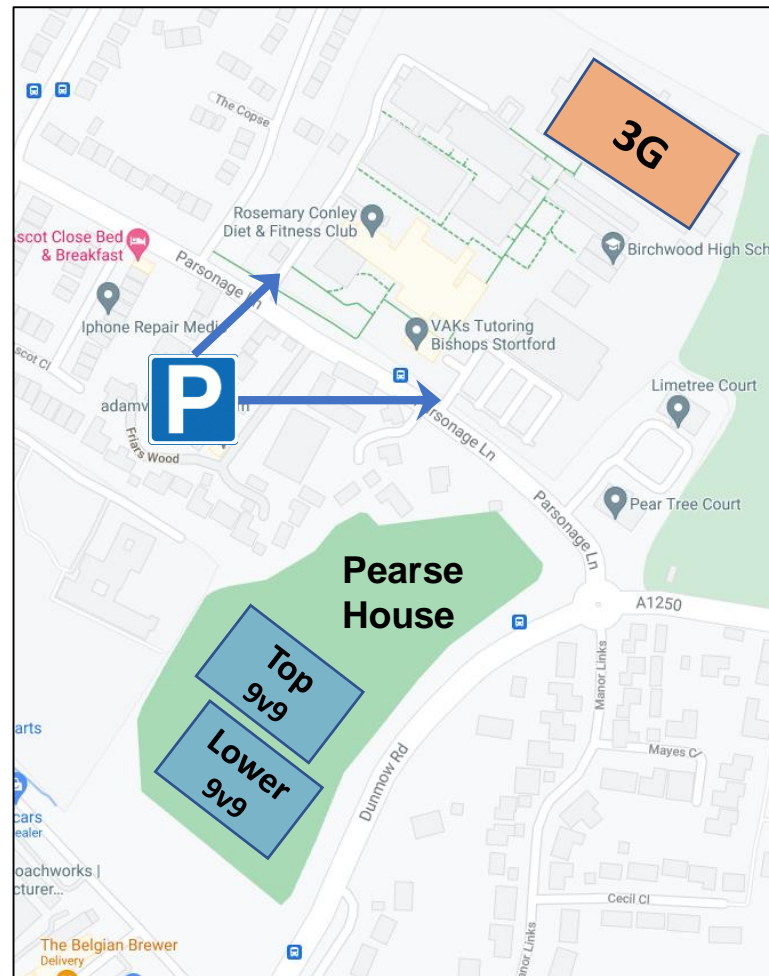 The Copse
3G
Rosemary Conley
Diet & Fitness Club
Birchwood High Sch
scot Close Bed
& Breakfast
Parsonage Ln
Iphone Repair Medic
VAKs Tutoring
Bishops Stortford
scot Cl
P
adamv
m
Parsonage Ln
Limetree Court
Friars Wood
Pear Tree Court
Parsonage Ln
Pearse
House
A1250
Top
9v9
Manor Links
Lower
9v9
arts
Mayes C
Dunmow Rd
cars
ealer
oachworks |
cturer...
Cecil Cl
The Belgian Brewer
Delivery
Manor Links